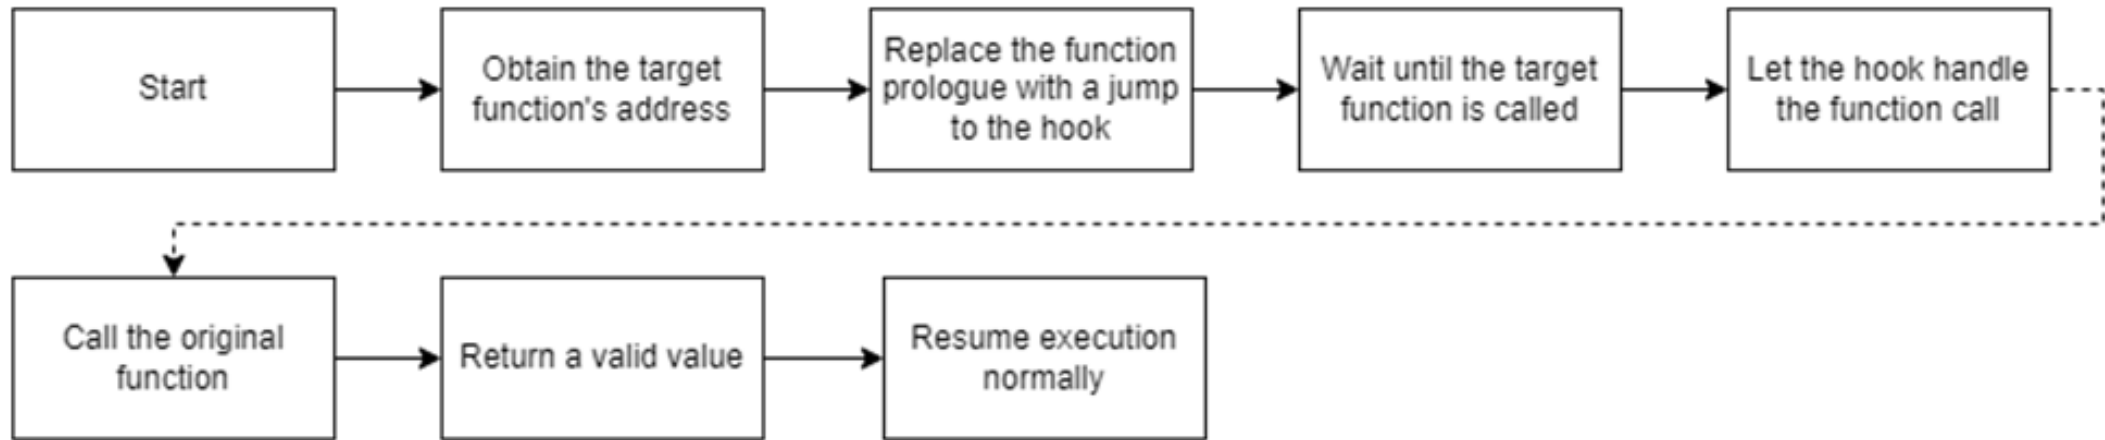 Start
Obtain the target
function's address
Replace the function
prologue with a jump
to the hook
Wait until the target
function is called
Let the hook handle
the function call
Call the original
function
Return a valid value
Resume execution
normally